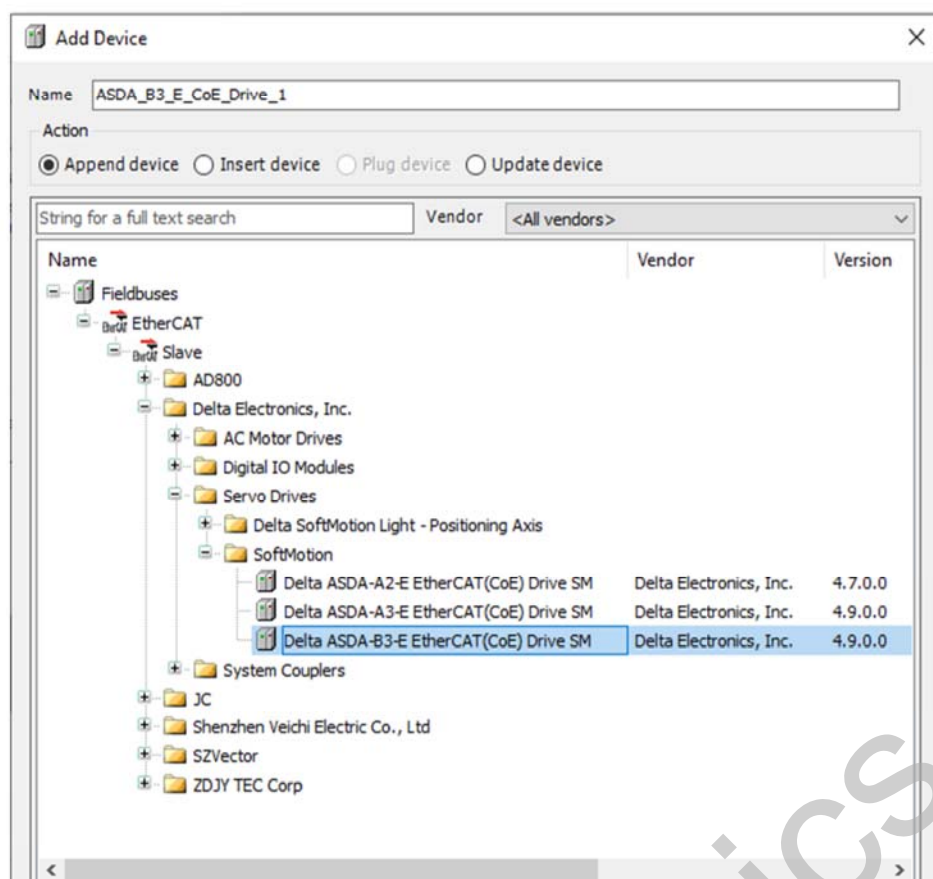 Add Device
Name ASDA_B3_E_CoE_Drive_1
Action
Append device Insert device Plug device Update device
String for a full text search Vendor <All vendors>
Name Vendor Version
Fieldbuses
EtherCAT
Slave
AD800
Delta Electronics, Inc.
AC Motor Drives
Digital IO Modules
Servo Drives
Delta SoftMotion Light - Positioning Axis
SoftMotion
Delta ASDA-A2-E EtherCAT(CoE) Drive SM Delta Electronics, Inc. 4.7.0.0
Delta ASDA-A3-E EtherCAT(CoE) Drive SM Delta Electronics, Inc. 4.9.0.0
Delta ASDA-B3-E EtherCAT(CoE) Drive SM Delta Electronics, Inc. 4.9.0.0
System Couplers
JC
Shenzhen Veichi Electric Co., Ltd
SZVector
ZDJY TEC Corp
ics